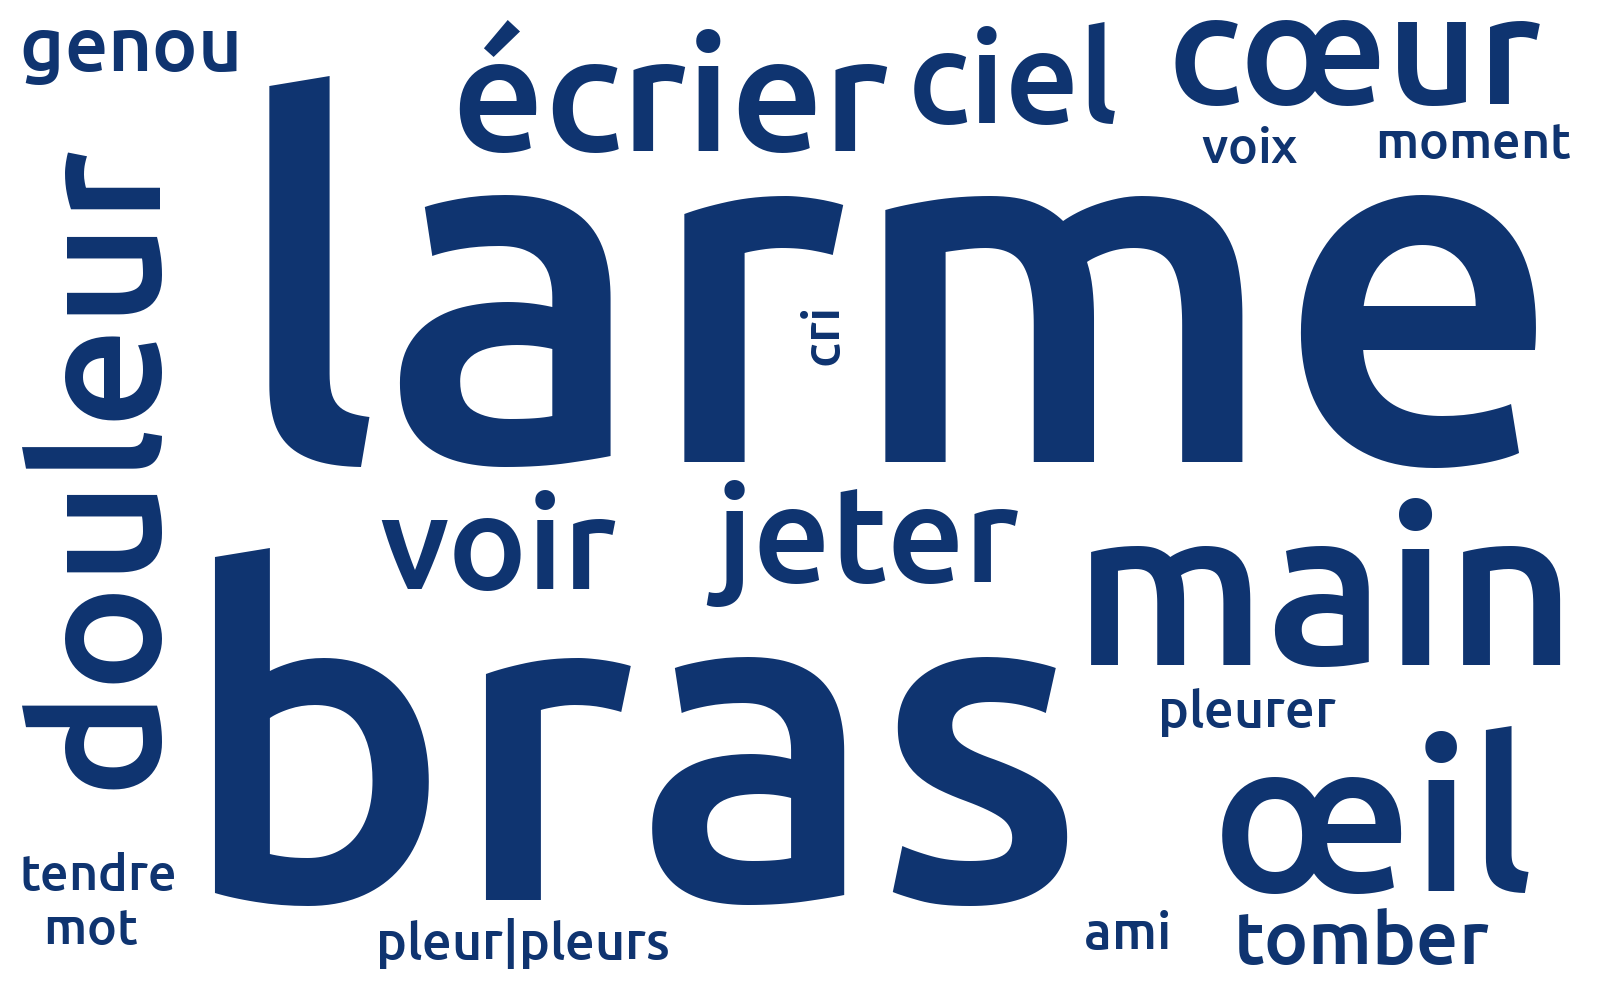 genou
écrier
ciel
cœur
voix
moment
larme
douleur
cri
voir
jeter
main
bras
pleurer
œil
tendre
mot
pleur|pleurs
ami
tomber